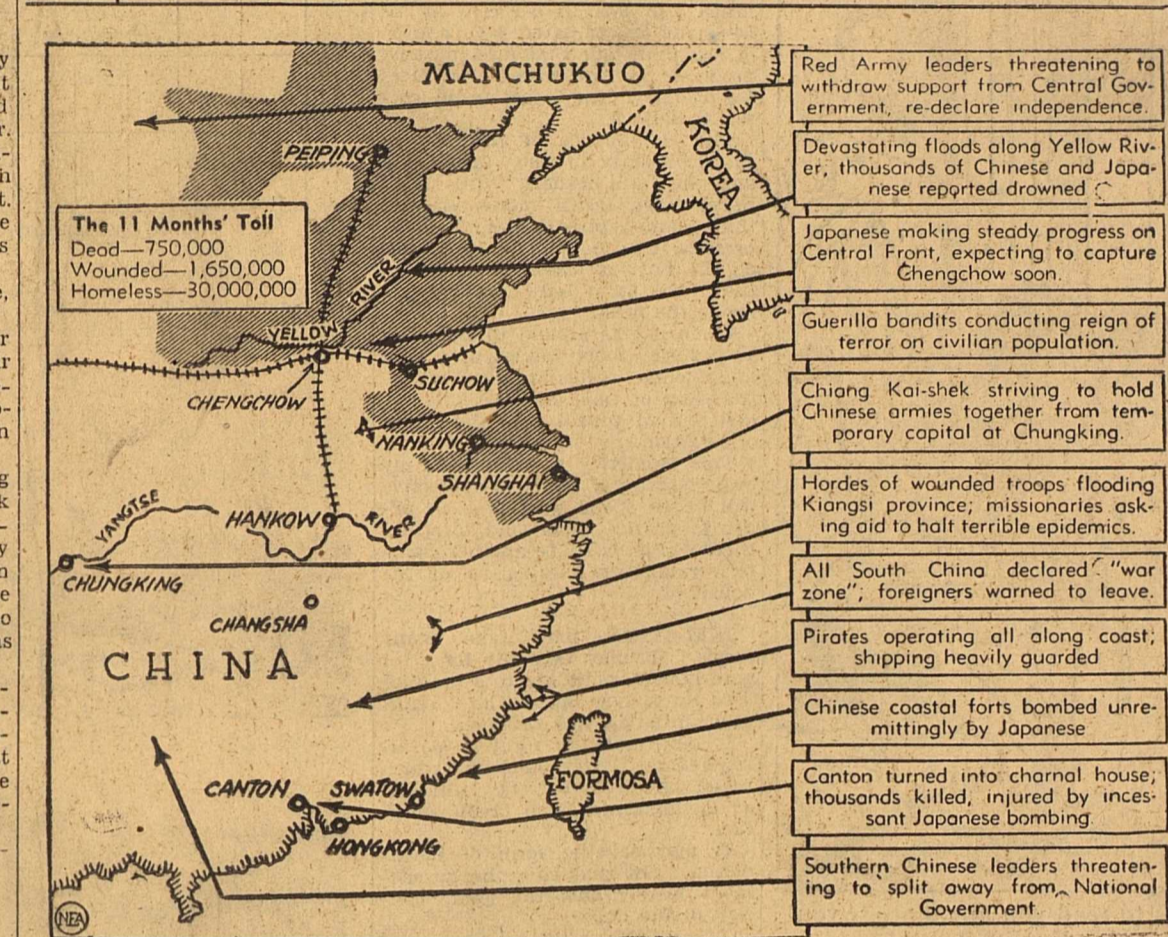 MANCHUKUO
KOREA
PEIPING
The 11 Months' Toll
Dead—750,000
Wounded—1,650,000
Homeless—30,000,000
YELLOW RIVER
CHENGCHOW
SUCHOW
NANKING
SHANGHAI
YANGTSE
HANKOW
RIVER
CHUNGKING
CHANGSHA
CHINA
CANTON
SWATOW
FORMOSA
HONGKONG
NEA
Red Army leaders threatening to
withdraw support from Central Gov-
ernment, re-declare independence.
Devastating floods along Yellow Riv-
er; thousands of Chinese and Japa-
nese reported drowned
Japanese making steady progress on
Central Front, expecting to capture
Chengchow soon.
Guerilla bandits conducting reign of
terror on civilian population.
Chiang Kai-shek striving to hold
Chinese armies together from tem-
porary capital at Chungking.
Hordes of wounded troops flooding
Kiangsi province; missionaries ask-
ing aid to halt terrible epidemics.
All South China declared "war
zone"; foreigners warned to leave.
Pirates operating all along coast;
shipping heavily guarded
Chinese coastal forts bombed unre-
mittingly by Japanese
Canton turned into charnal house;
thousands killed, injured by inces-
sant Japanese bombing
Southern Chinese leaders threaten-
ing to split away from National
Government.